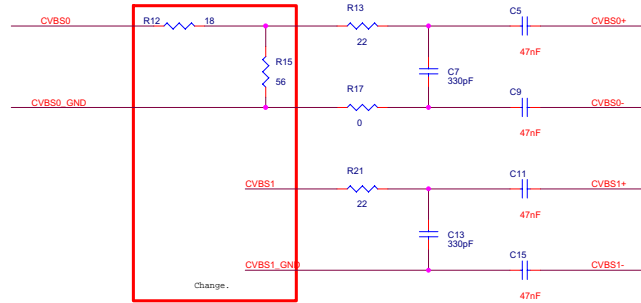 CVBS0
R12
18
R13
22
C5
47nF
CVBS0+
R15
56
C7
330pF
CVBS0_GND
R17
0
C9
47nF
CVBS0-
CVBS1
R21
22
C11
47nF
CVBS1+
C13
330pF
CVBS1_GND
C15
47nF
CVBS1-
Change.